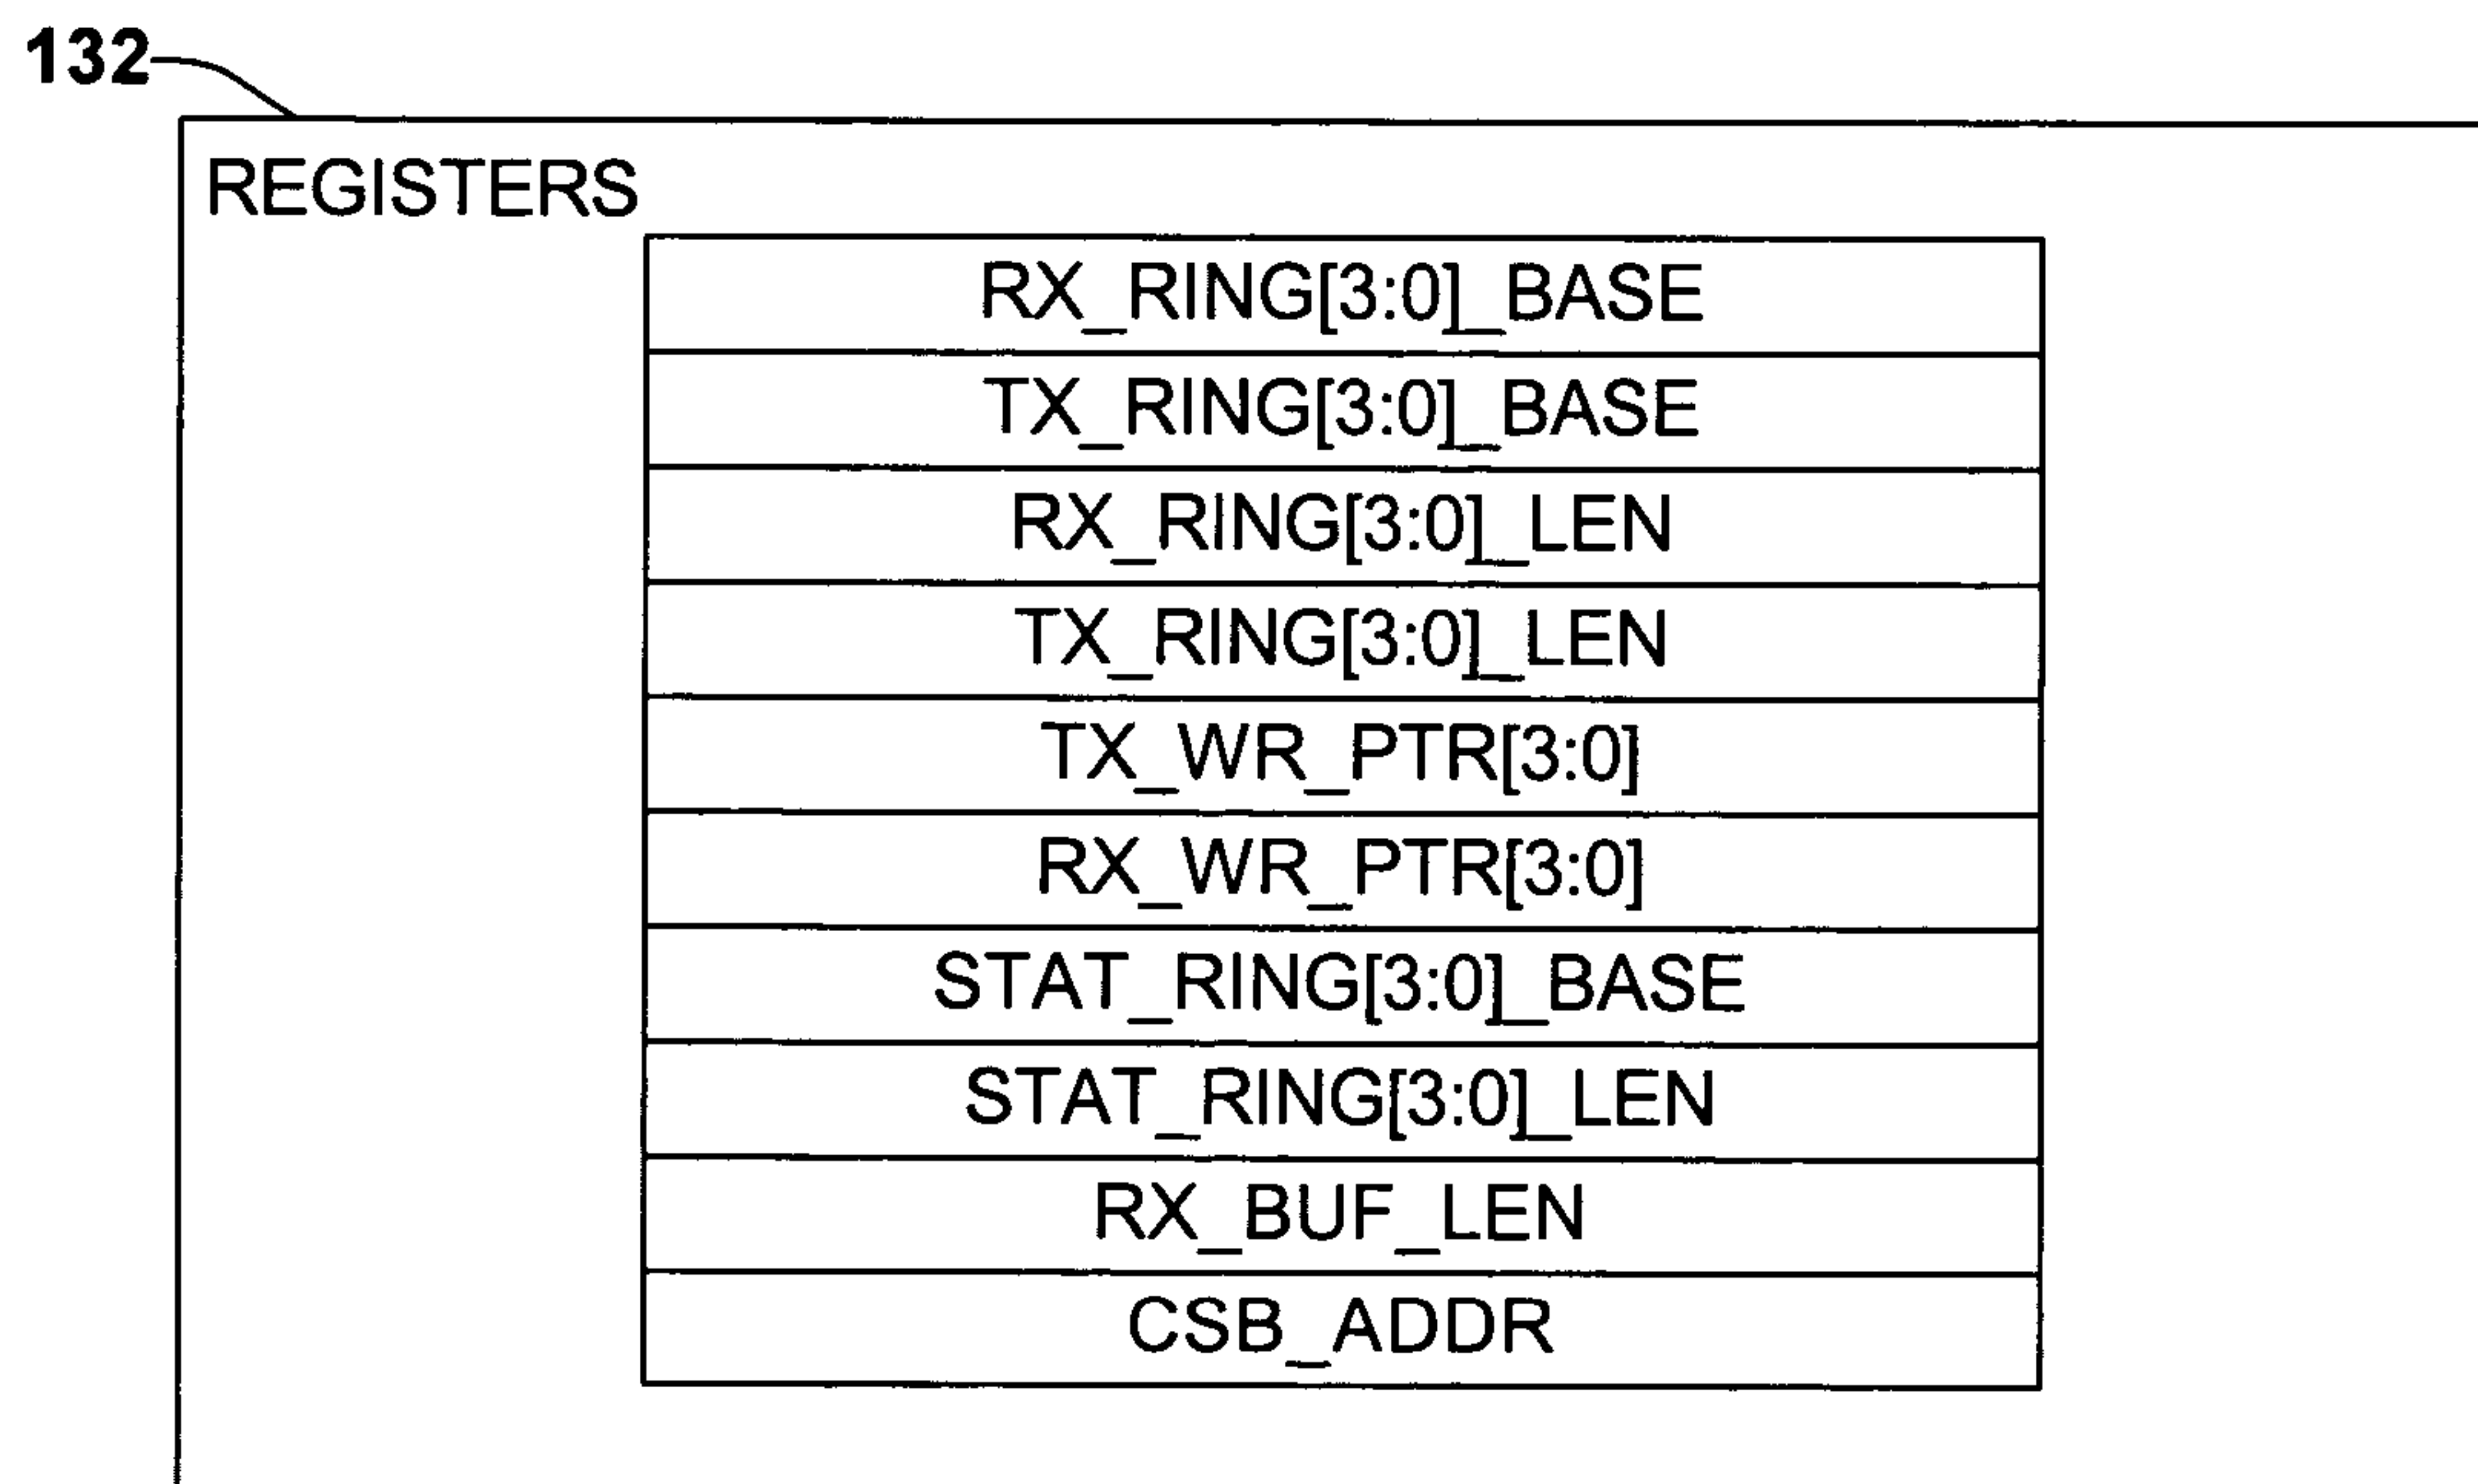 132
REGISTERS
RX_RING[3:0]_BASE
TX_RING[3:0]_BASE
RX_RING[3:0]_LEN
TX_RING[3:0]_LEN
TX_WR_PTR[3:0]
RX_WR_PTR[3:0]
STAT_RING[3:0]_BASE
STAT_RING[3:0]_LEN
RX_BUF_LEN
CSB_ADDR